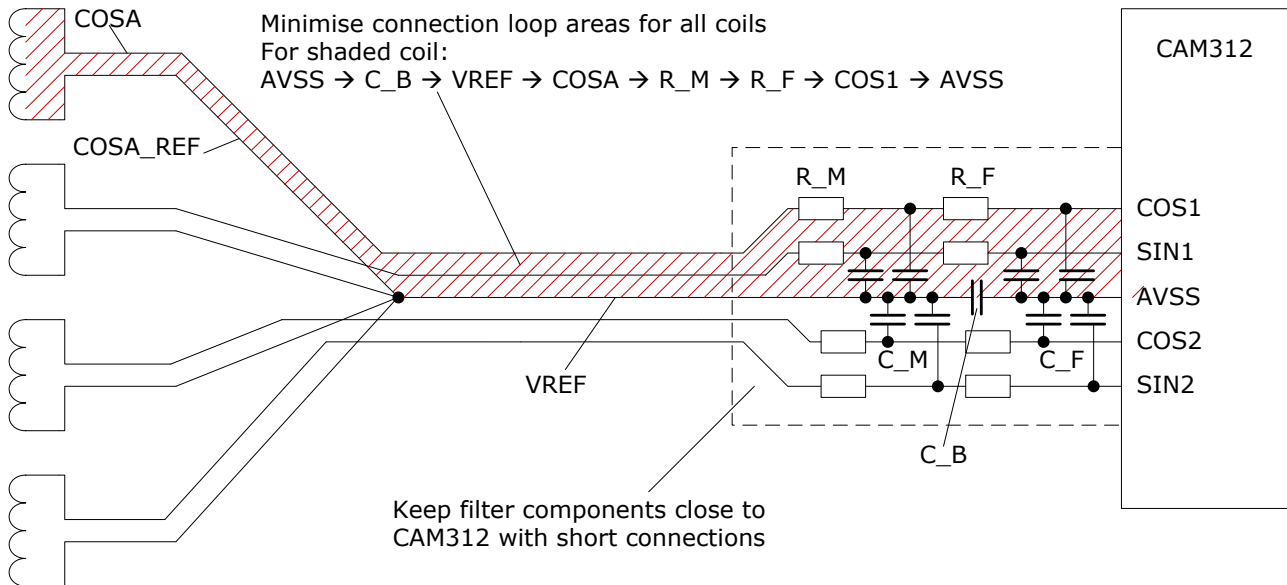 COSA
Minimise connection loop areas for all coils
For shaded coil:
AVSS → C_B → VREF → COSA → R_M → R_F → COS1 → AVSS
CAM312
COSA_REF
R_M
R_F
COS1
SIN1
AVSS
COS2
SIN2
C_M
C_F
VREF
C_B
Keep filter components close to
CAM312 with short connections